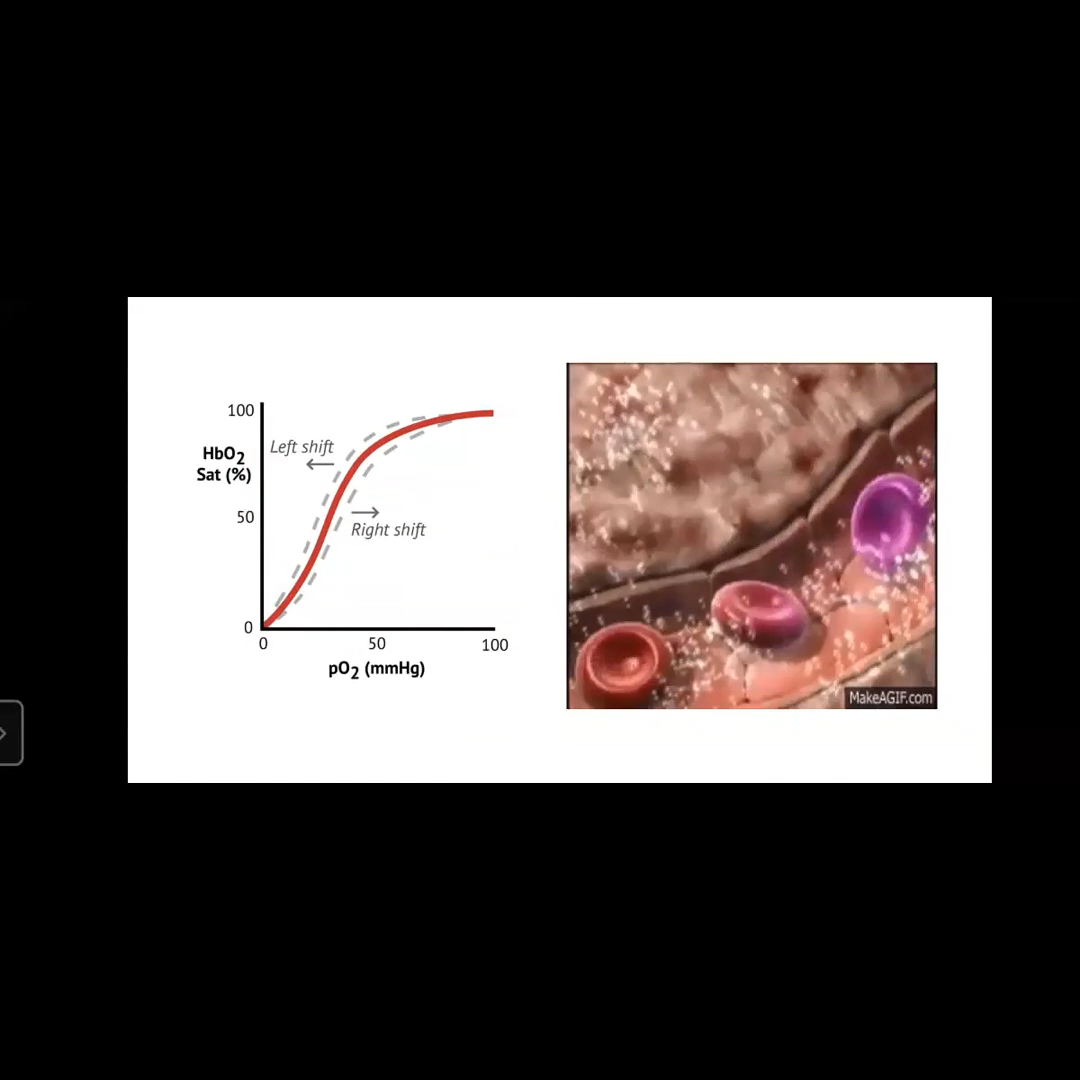 100
HbO2
Sat (%)
Left shift
50
Right shift
0
0
50
100
pO2 (mmHg)
MakeAGIF.com